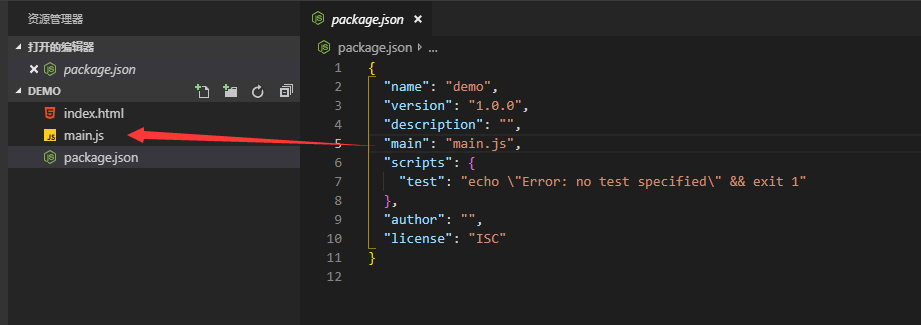 资源管理器
打开的编辑器
package.json
DEMO
index.html
main.js
package.json
package.json
package.json ...
1 {
2 "name": "demo",
3 "version": "1.0.0",
4 "description": "",
5 "main": "main.js",
6 "scripts": {
7 "test": "echo \"Error: no test specified\" && exit 1"
8 },
9 "author": "",
10 "license": "ISC"
11 }
12